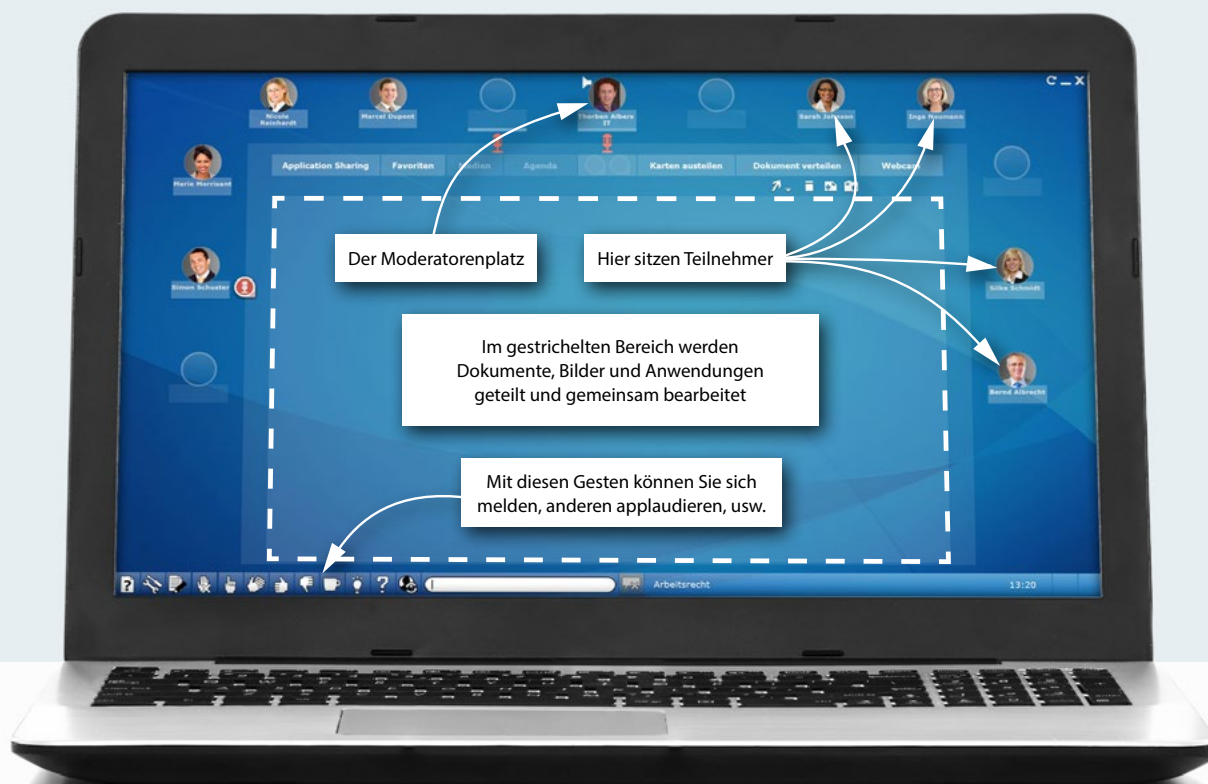 Nicole
Reinhardt
Marcel Dupont
Thorben Albers
IT
Sarah Johnson
Inga Neumann
Marie Morrisant
Application Sharing
Favoriten
Medien
Agenda
Karten austeilen
Dokument verteilen
Webcam
Der Moderatorenplatz
Hier sitzen Teilnehmer
Simon Schuster
Silke Schmidt
Im gestrichelten Bereich werden
Dokumente, Bilder und Anwendungen
geteilt und gemeinsam bearbeitet
Bernd Albrecht
Mit diesen Gesten können Sie sich
melden, anderen applaudieren, usw.
Arbeitsrecht
13:20